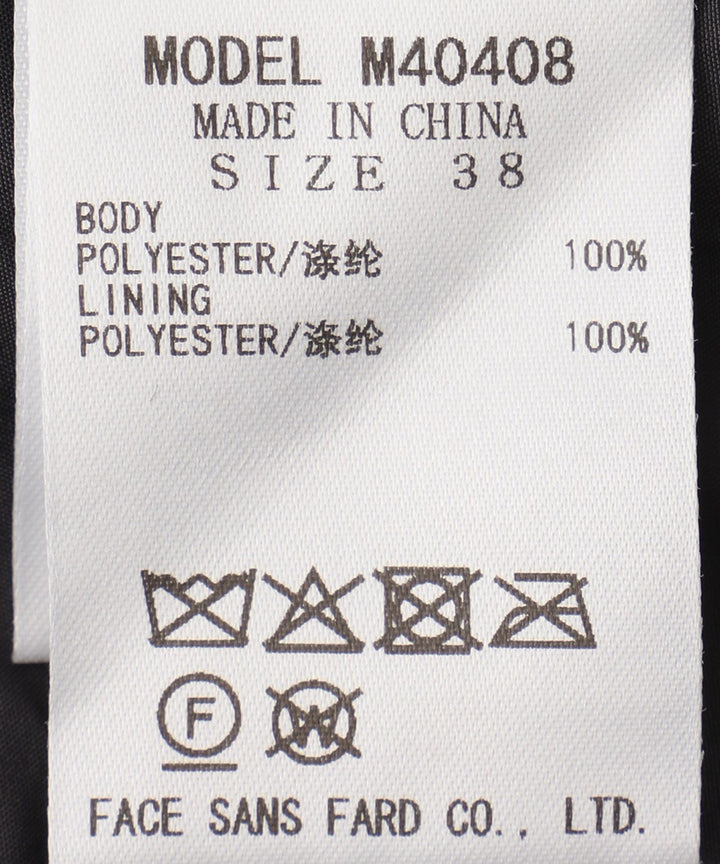 MODEL M40408
MADE IN CHINA
SIZE 38
BODY
POLYESTER/涤纶 100%
LINING
POLYESTER/涤纶 100%
F W
FACE SANS FARD CO., LTD.